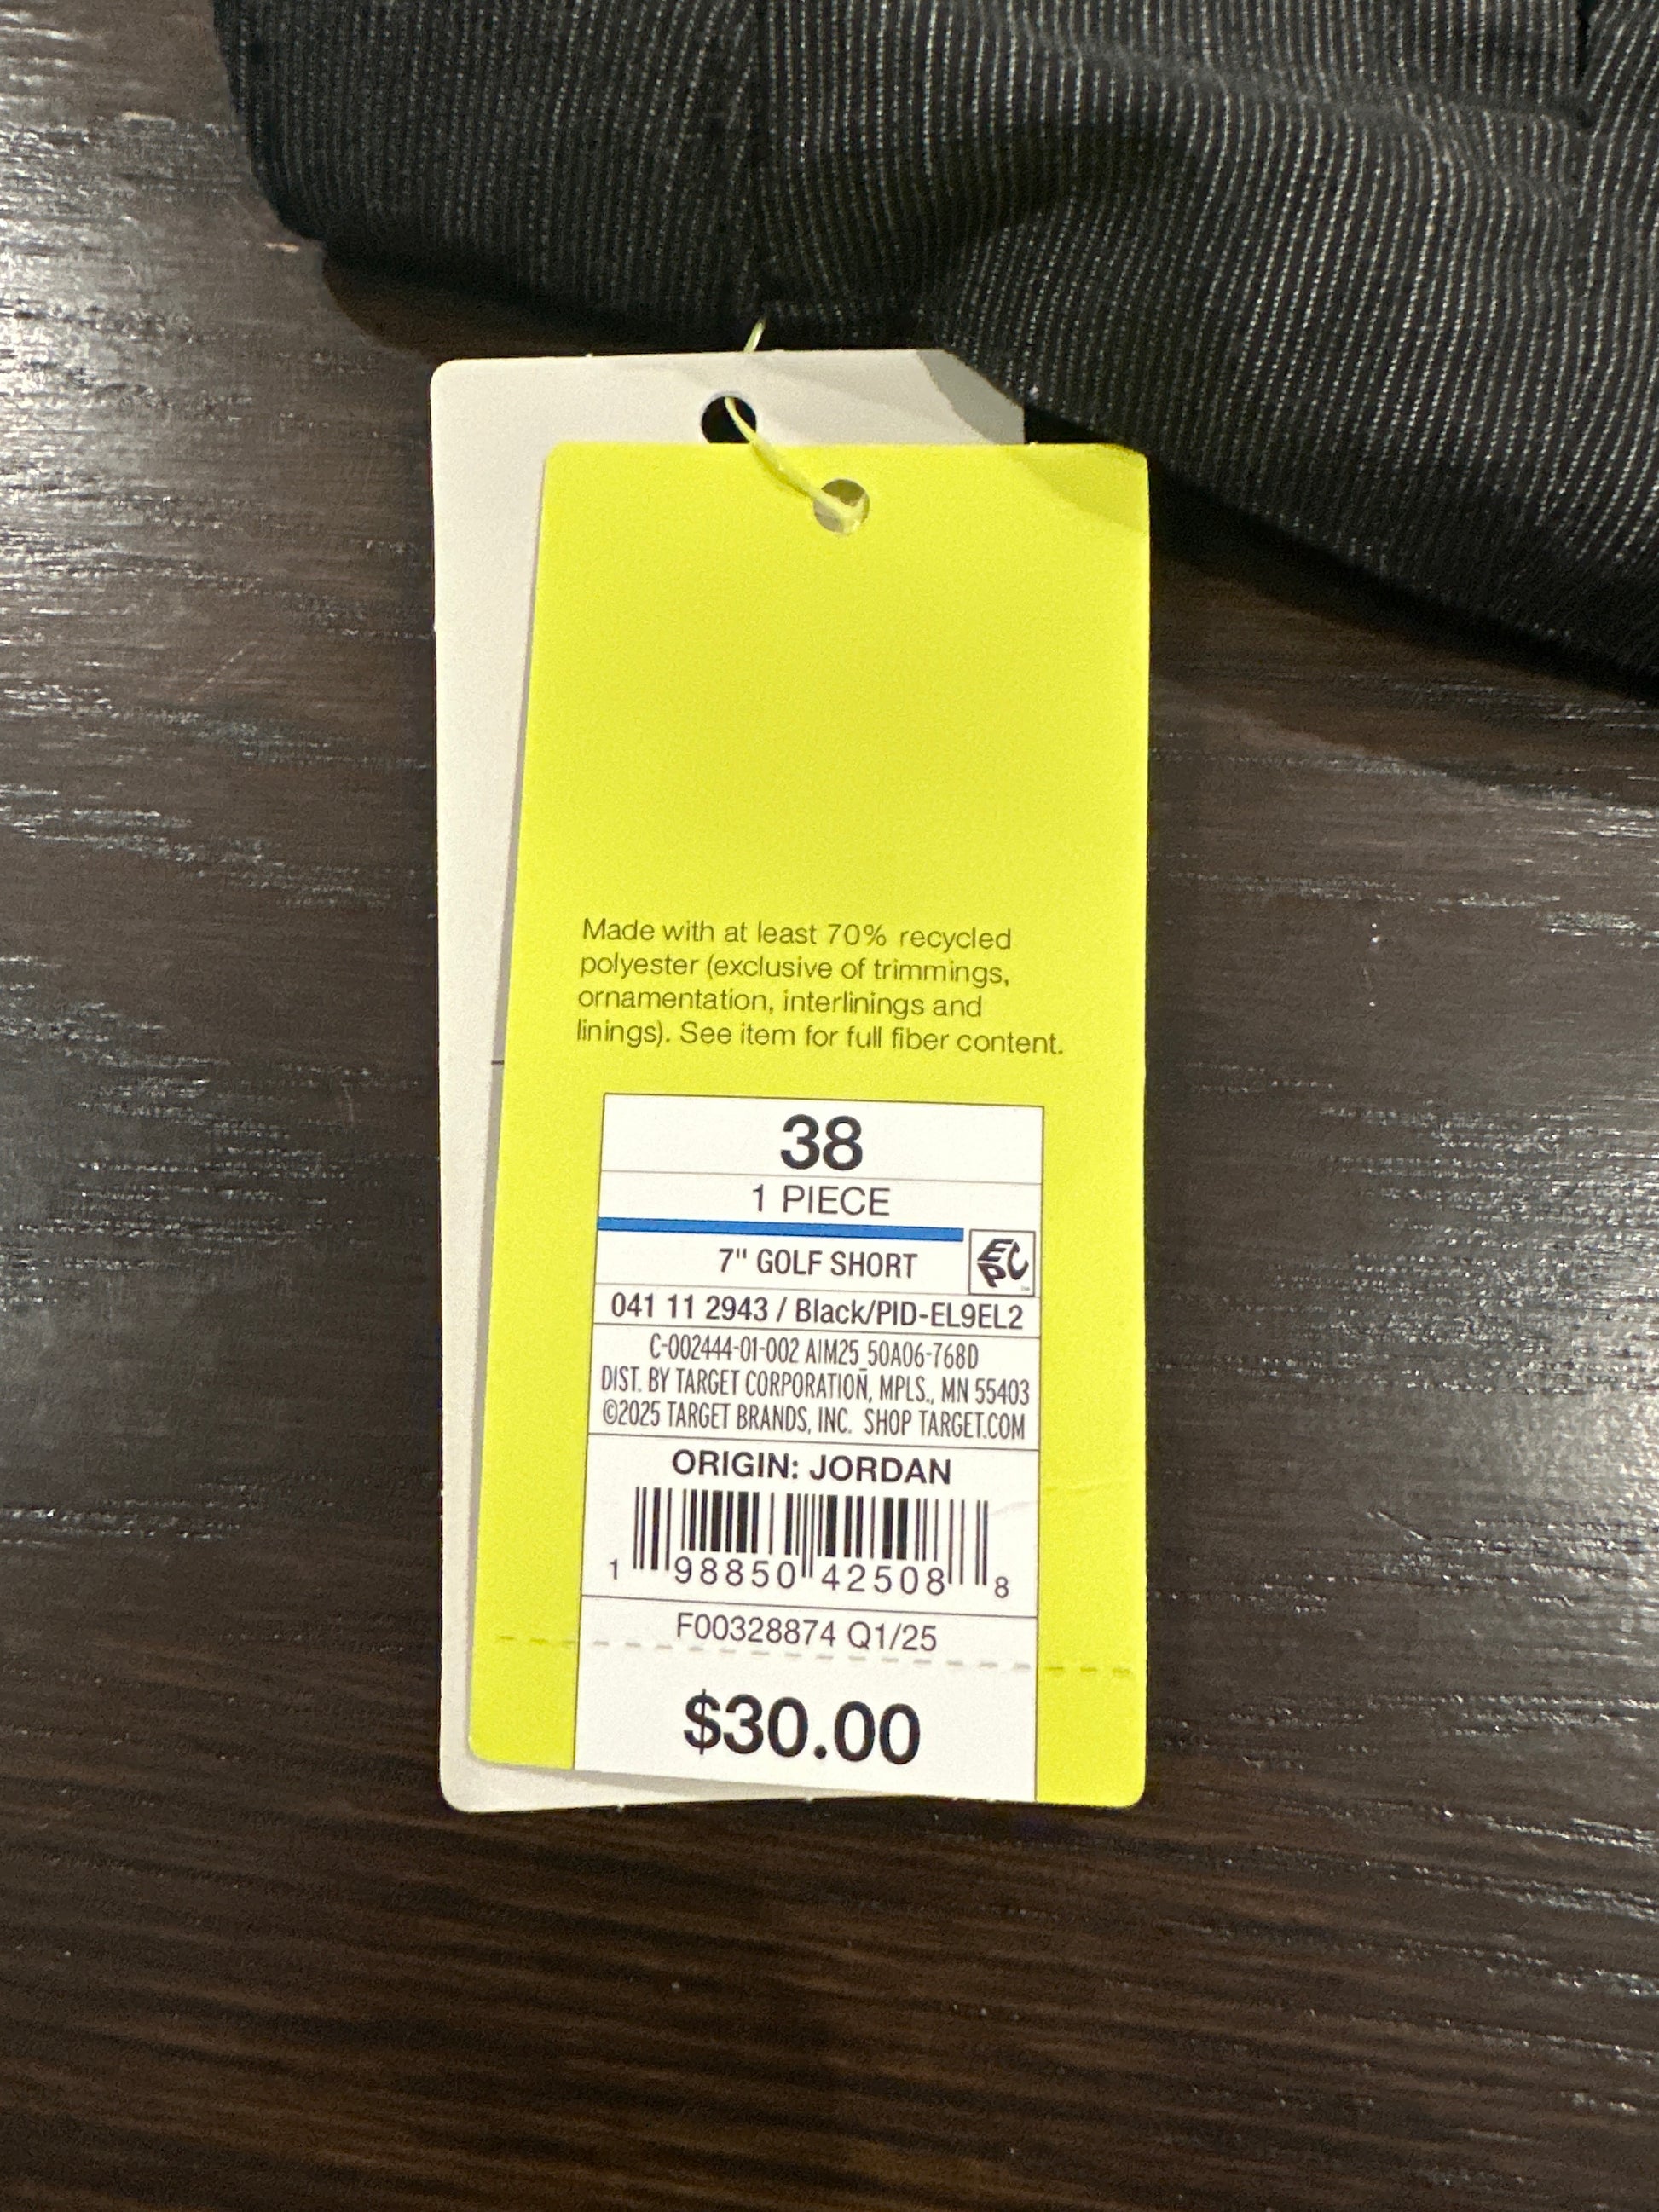 Made with at least 70% recycled
polyester (exclusive of trimmings,
ornamentation, interlinings and
linings). See item for full fiber content.
38
1 PIECE
7" GOLF SHORT
EPC
041 11 2943 / Black/PID-EL9EL2
C-002444-01-002 AIM25_50A06-768D
DIST. BY TARGET CORPORATION, MPLS., MN 55403
©2025 TARGET BRANDS, INC. SHOP TARGET.COM
ORIGIN: JORDAN
1 98850 42508 8
F00328874 Q1/25
$30.00